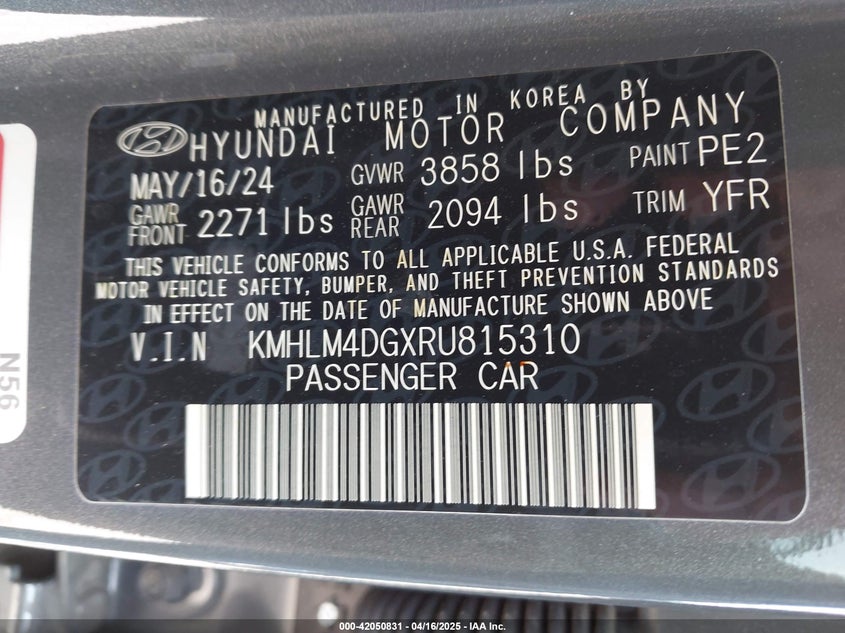 MANUFACTURED IN KOREA BY
HYUNDAI MOTOR COMPANY
MAY/16/24 GVWR 3858 lbs PAINT PE2
GAWR FRONT 2271 lbs GAWR REAR 2094 lbs TRIM YFR
THIS VEHICLE CONFORMS TO ALL APPLICABLE U.S.A. FEDERAL
MOTOR VEHICLE SAFETY, BUMPER, AND THEFT PREVENTION STANDARDS
IN EFFECT ON THE DATE OF MANUFACTURE SHOWN ABOVE
V.I.N KMHLM4DGXRU815310
PASSENGER CAR
N56
000-42050831 - 04/16/2025 - IAA Inc.